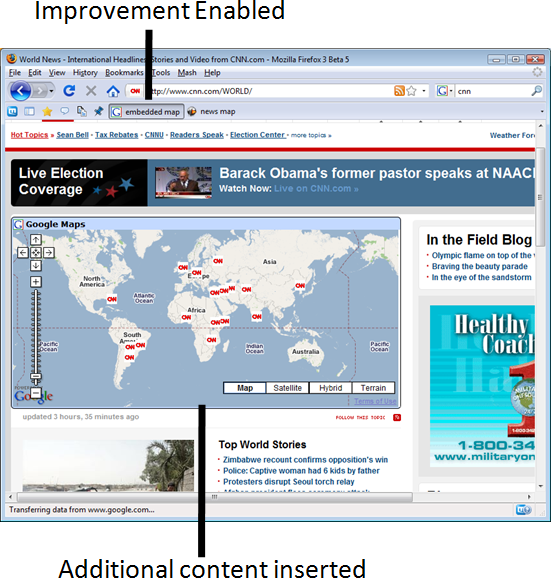 Improvement Enabled
World News - International Headlines, Stories and Video from CNN.com - Mozilla Firefox 3 Beta 5
File Edit View History Bookmarks Tools Mash Help
http://www.cnn.com/WORLD/ cnn
embedded map news map
Hot Topics » Sean Bell · Tax Rebates · CNNU · Readers Speak · Election Center · more topics » Weather Fore
Live Election
Coverage
Barack Obama's former pastor speaks at NAAC
Watch Now: Live on CNN.com »
Google Maps
In the Field Blog
Olympic flame on top of the
Braving the beauty parade
In the eye of the sandstorm
North
America
Asia
Atlantic
Ocean
Africa
Pacific
Ocean
South
Indian
Ocean
Australia
Pacific
Ocean
Map Satellite Hybrid Terrain
POWERED BY
Google
Terms of Use
Healthy
Coach
1-800-34
www.militaryon
updated 3 hours, 35 minutes ago FOLLOW THIS TOPIC
Top World Stories
Zimbabwe recount confirms opposition's win
Police: Captive woman had 6 kids by father
Protesters disrupt Seoul torch relay
Transferring data from www.google.com...
Additional content inserted